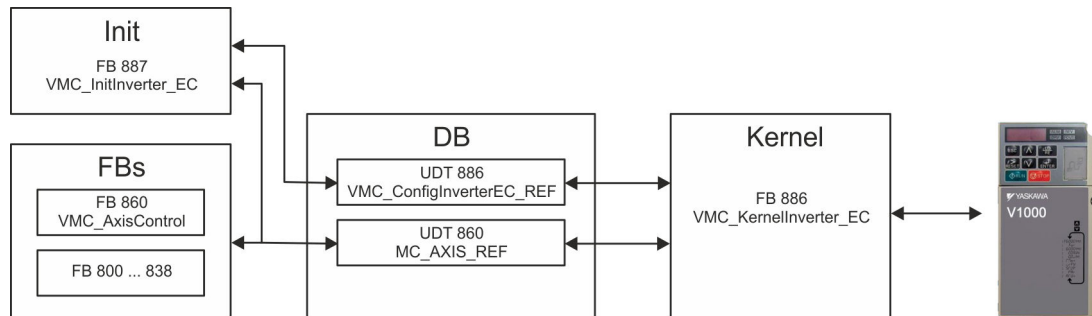 Init
FB 887
VMC_InitInverter_EC
FBs
FB 860
VMC_AxisControl
FB 800 ... 838
DB
UDT 886
VMC_ConfigInverterEC_REF
UDT 860
MC_AXIS_REF
Kernel
FB 886
VMC_KernelInverter_EC
YASKAWA
V1000